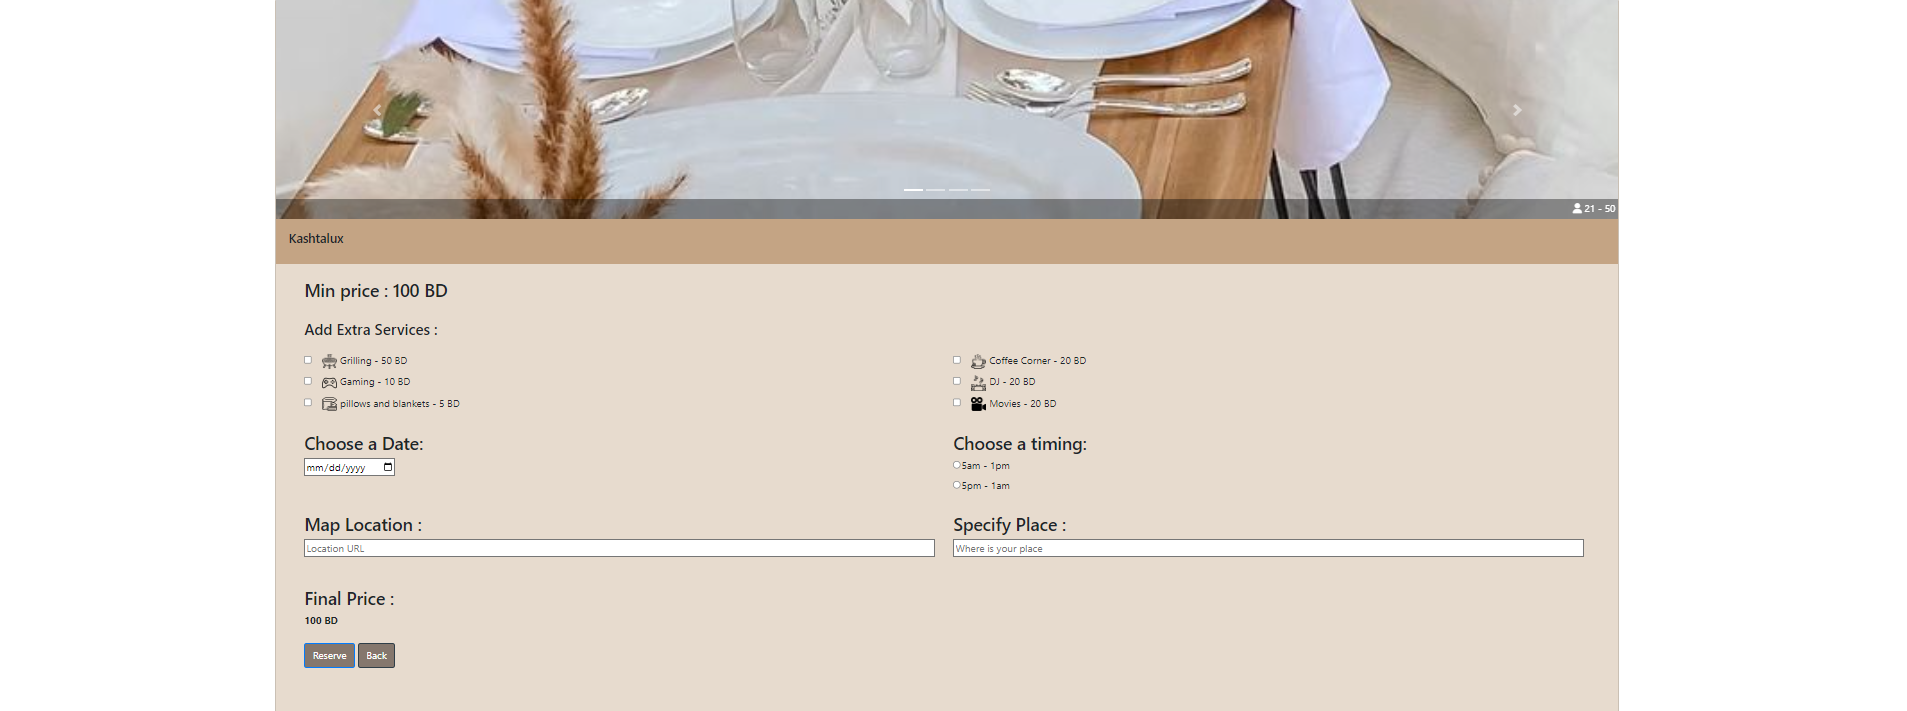 21 - 50
Kashtalux
Min price : 100 BD
Add Extra Services :
Grilling - 50 BD
Coffee Corner - 20 BD
Gaming - 10 BD
DJ - 20 BD
pillows and blankets - 5 BD
Movies - 20 BD
Choose a Date:
mm/dd/yyyy
Choose a timing:
5am - 1pm
5pm - 1am
Map Location :
Location URL
Specify Place :
Where is your place
Final Price :
100 BD
Reserve Back